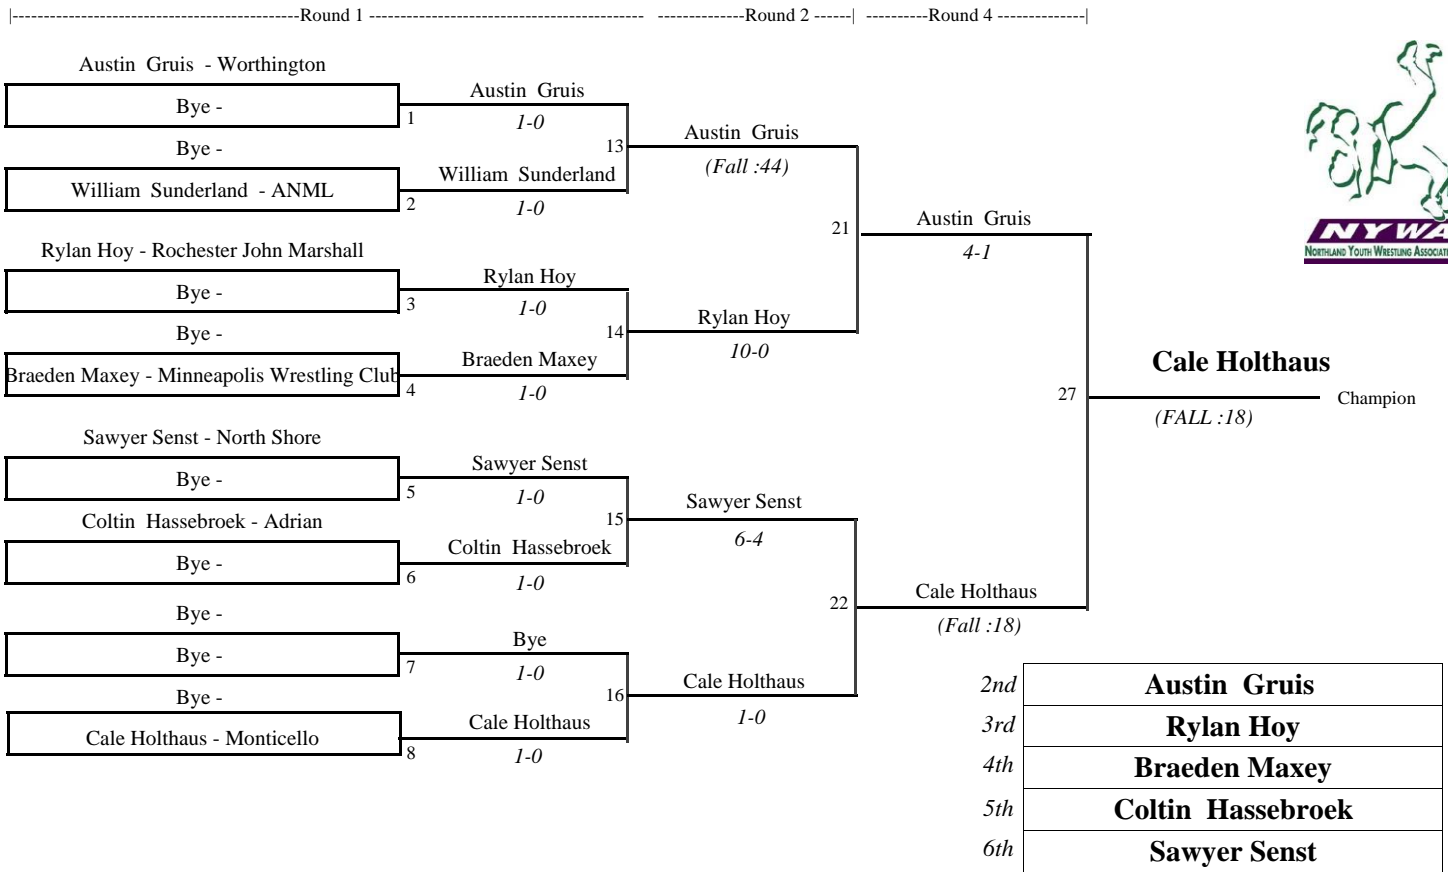 |----------------------------------------------Round 1 -------------------------------------------- --------------Round 2 ------| ----------Round 4 --------------|
Austin Gruis - Worthington
Bye -
1
Austin Gruis
1-0
Bye -
William Sunderland - ANML
2
William Sunderland
1-0
13
Austin Gruis
(Fall :44)
Rylan Hoy - Rochester John Marshall
Bye -
3
Rylan Hoy
1-0
Bye -
Braeden Maxey - Minneapolis Wrestling Club
4
Braeden Maxey
1-0
14
Rylan Hoy
10-0
21
Austin Gruis
4-1
Sawyer Senst - North Shore
Bye -
5
Sawyer Senst
1-0
Coltin Hassebroek - Adrian
Bye -
6
Coltin Hassebroek
1-0
15
Sawyer Senst
6-4
Bye -
Bye -
7
Bye
1-0
Bye -
Cale Holthaus - Monticello
8
Cale Holthaus
1-0
16
Cale Holthaus
1-0
22
Cale Holthaus
(Fall :18)
27
Cale Holthaus
Champion
(FALL :18)
NYWA
NORTHLAND YOUTH WRESTLING ASSOCIAT
2nd Austin Gruis
3rd Rylan Hoy
4th Braeden Maxey
5th Coltin Hassebroek
6th Sawyer Senst